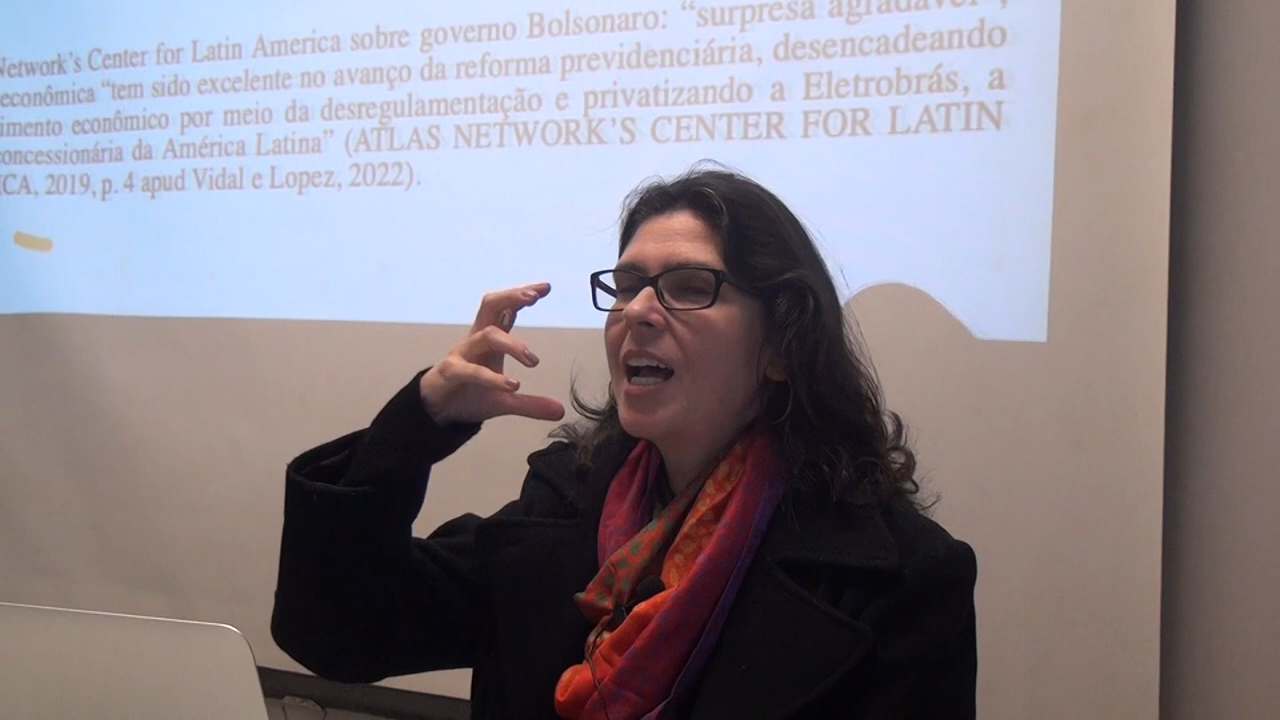 Network's Center for Latin America sobre governo Bolsonaro: “surpresa agradável”,
econômica “tem sido excelente no avanço da reforma previdenciária, desencadeando
imento econômico por meio da desregulamentação e privatizando a Eletrobrás, a
concessionária da América Latina” (ATLAS NETWORK'S CENTER FOR LATIN
ICA, 2019, p. 4 apud Vidal e Lopez, 2022).